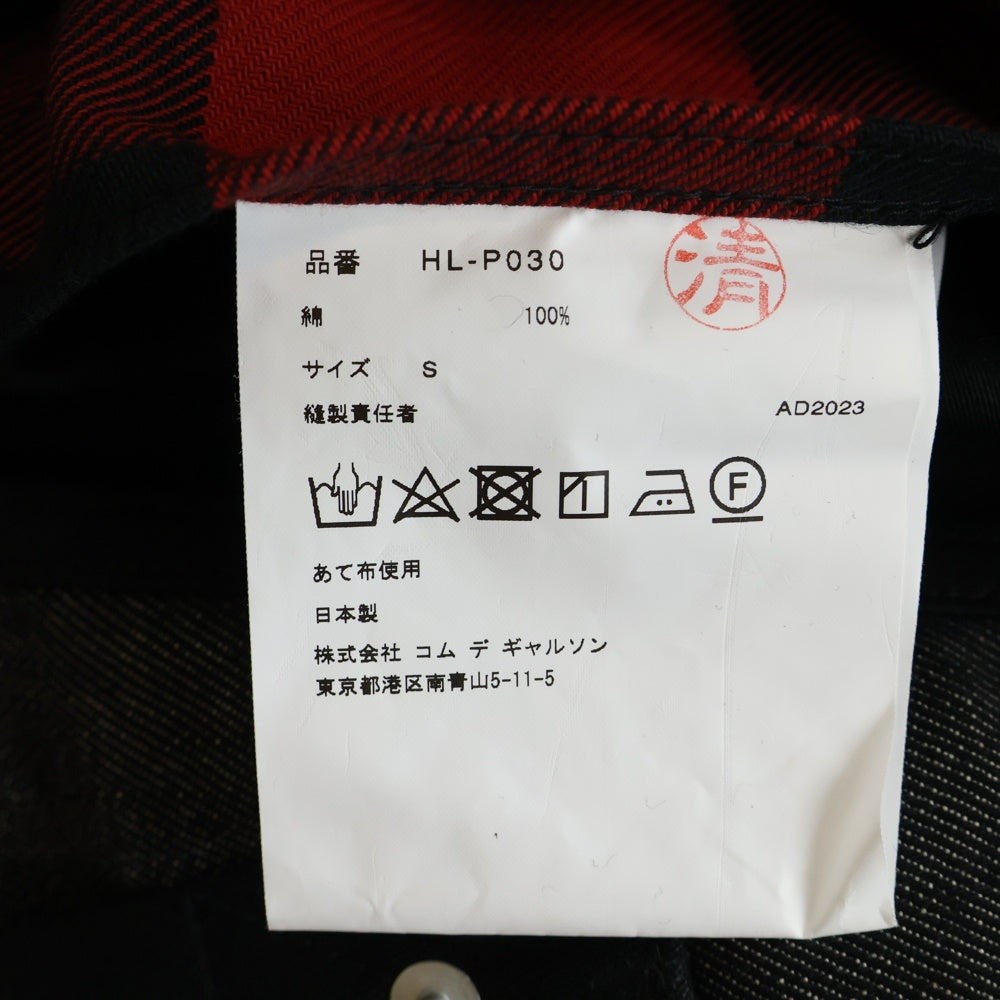 品番 HL-P030
清
綿 100%
サイズ S
縫製責任者 AD2023
F
あて布使用
日本製
株式会社 コム デ ギャルソン
東京都港区南青山5-11-5